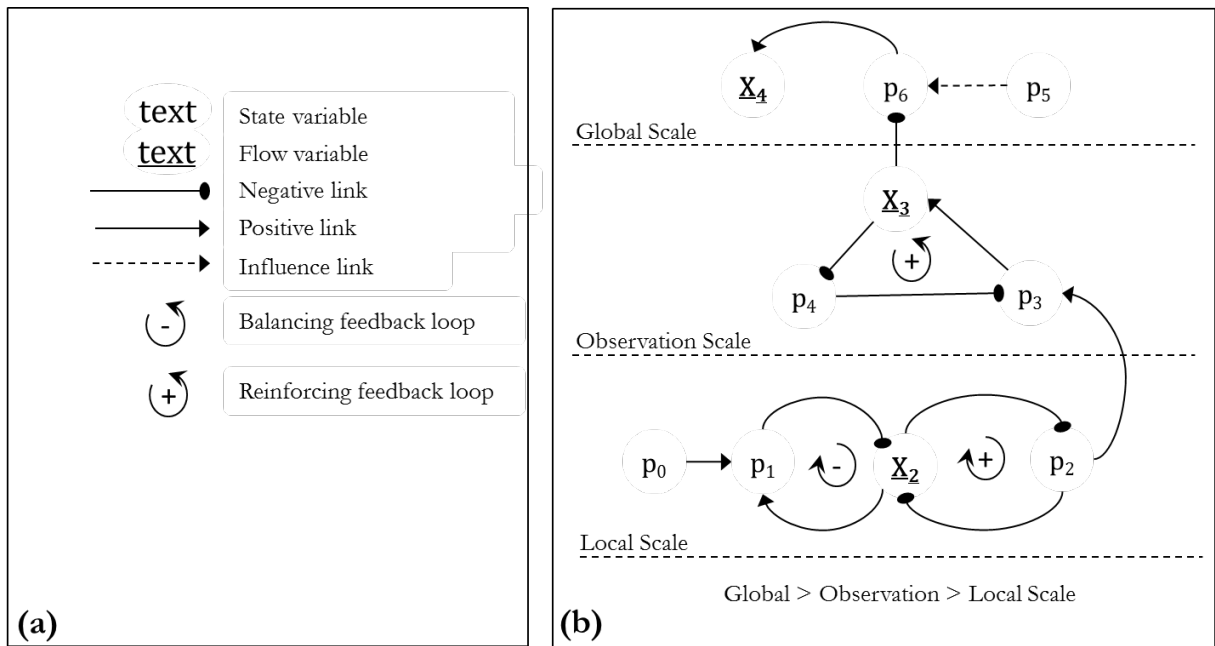 text
State variable
text
Flow variable
Negative link
Positive link
Influence link
-
Balancing feedback loop
+
Reinforcing feedback loop
(a)
X₄
p₆
p₅
Global Scale
X₃
+
p₄
p₃
Observation Scale
p₀
p₁
-
X₂
+
p₂
Local Scale
Global > Observation > Local Scale
(b)